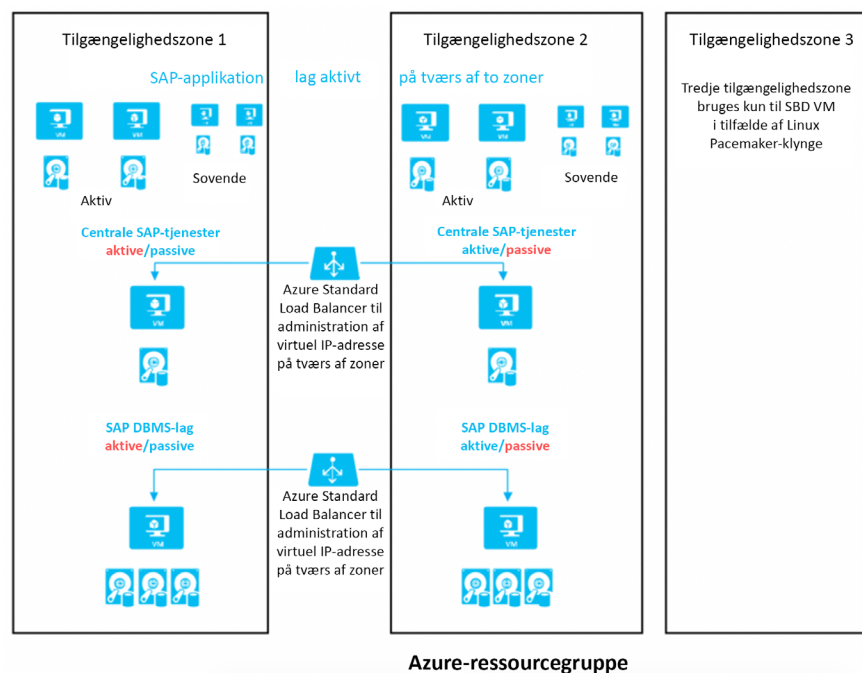 Tilgængelighedszone 1
Tilgængelighedszone 2
Tilgængelighedszone 3
SAP-applikation lag aktivt på tværs af to zoner
Tredje tilgængelighedszone
bruges kun til SBD VM
i tilfælde af Linux
Pacemaker-klynge
VM
VM
Sovende
Aktiv
VM
VM
Sovende
Aktiv
Centrale SAP-tjenester
aktive/passive
Centrale SAP-tjenester
aktive/passive
Azure Standard
Load Balancer til
administration af
virtuel IP-adresse
på tværs af zoner
VM
VM
SAP DBMS-lag
aktive/passive
SAP DBMS-lag
aktive/passive
Azure Standard
Load Balancer til
administration af
virtuel IP-adresse
på tværs af zoner
VM
VM
Azure-ressourcegruppe